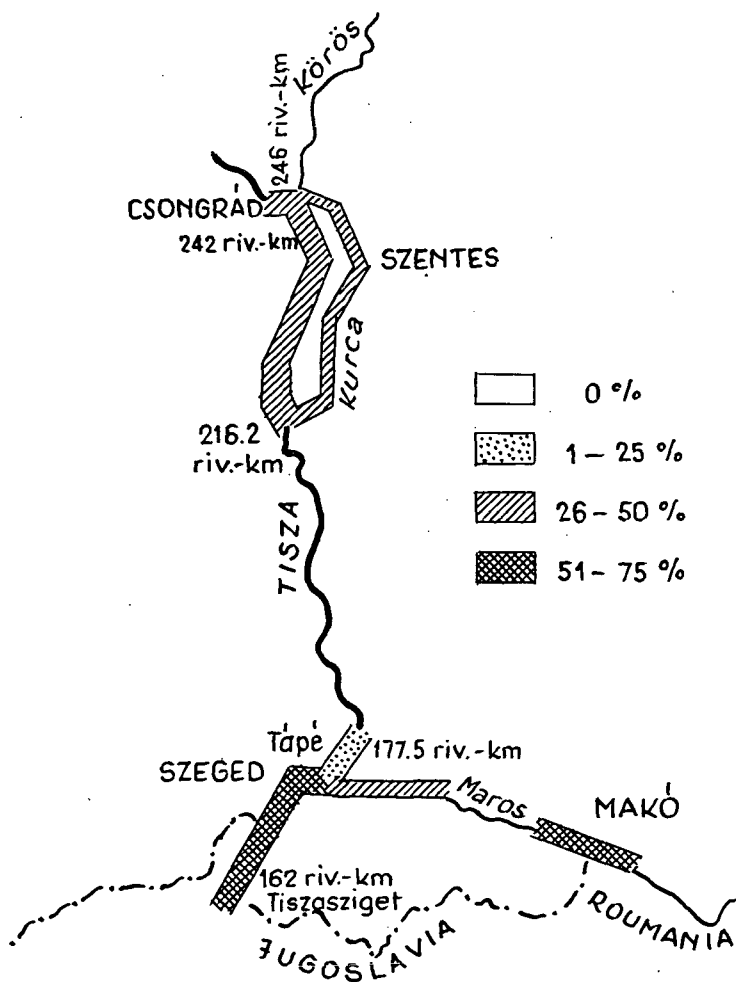 Körös
246 riv.-km
CSONGRÁD
242 riv.-km
SZENTES
Kurca
0 %
216.2
riv.-km
1 – 25 %
26 – 50 %
TISZA
51 – 75 %
Tápé
177.5 riv.-km
SZEGED
Maros
MAKÓ
162 riv.-km
Tiszasziget
JUGOSLAVIA
ROUMANIA